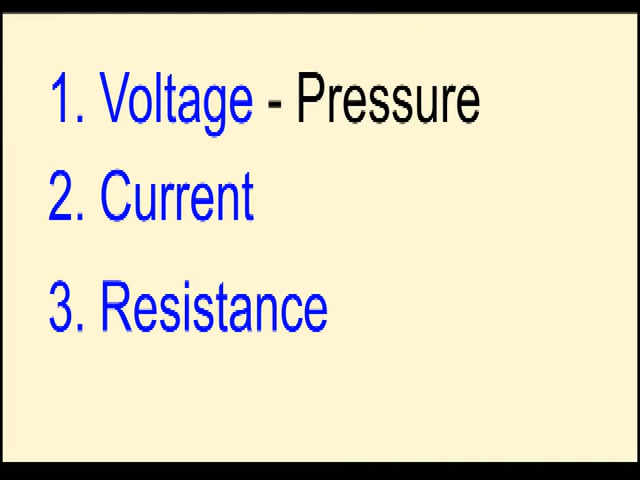 1. Voltage - Pressure
2. Current
3. Resistance